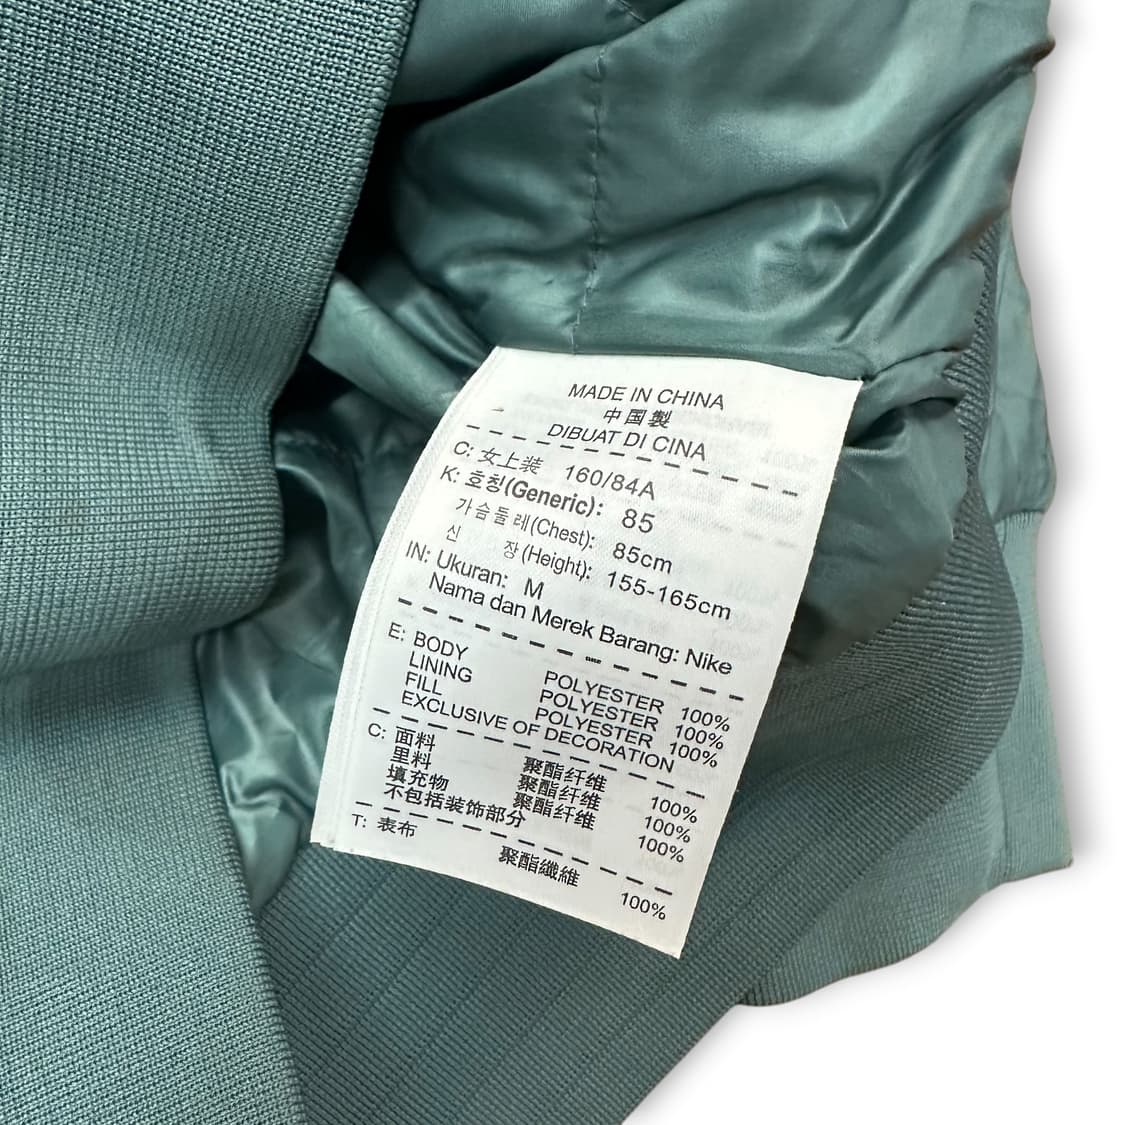 MADE IN CHINA
中国製
DIBUAT DI CINA
C: 女上装 160/84A
K: 호칭(Generic): 85
가슴둘레(Chest): 85cm
신 장(Height): 155-165cm
IN: Ukuran: M
Nama dan Merek Barang: Nike
E: BODY POLYESTER 100%
LINING POLYESTER 100%
FILL POLYESTER 100%
EXCLUSIVE OF DECORATION
C: 面料 聚酯纤维 100%
里料 聚酯纤维 100%
填充物 聚酯纤维 100%
不包括装饰部分
T: 表布 聚酯纖維 100%